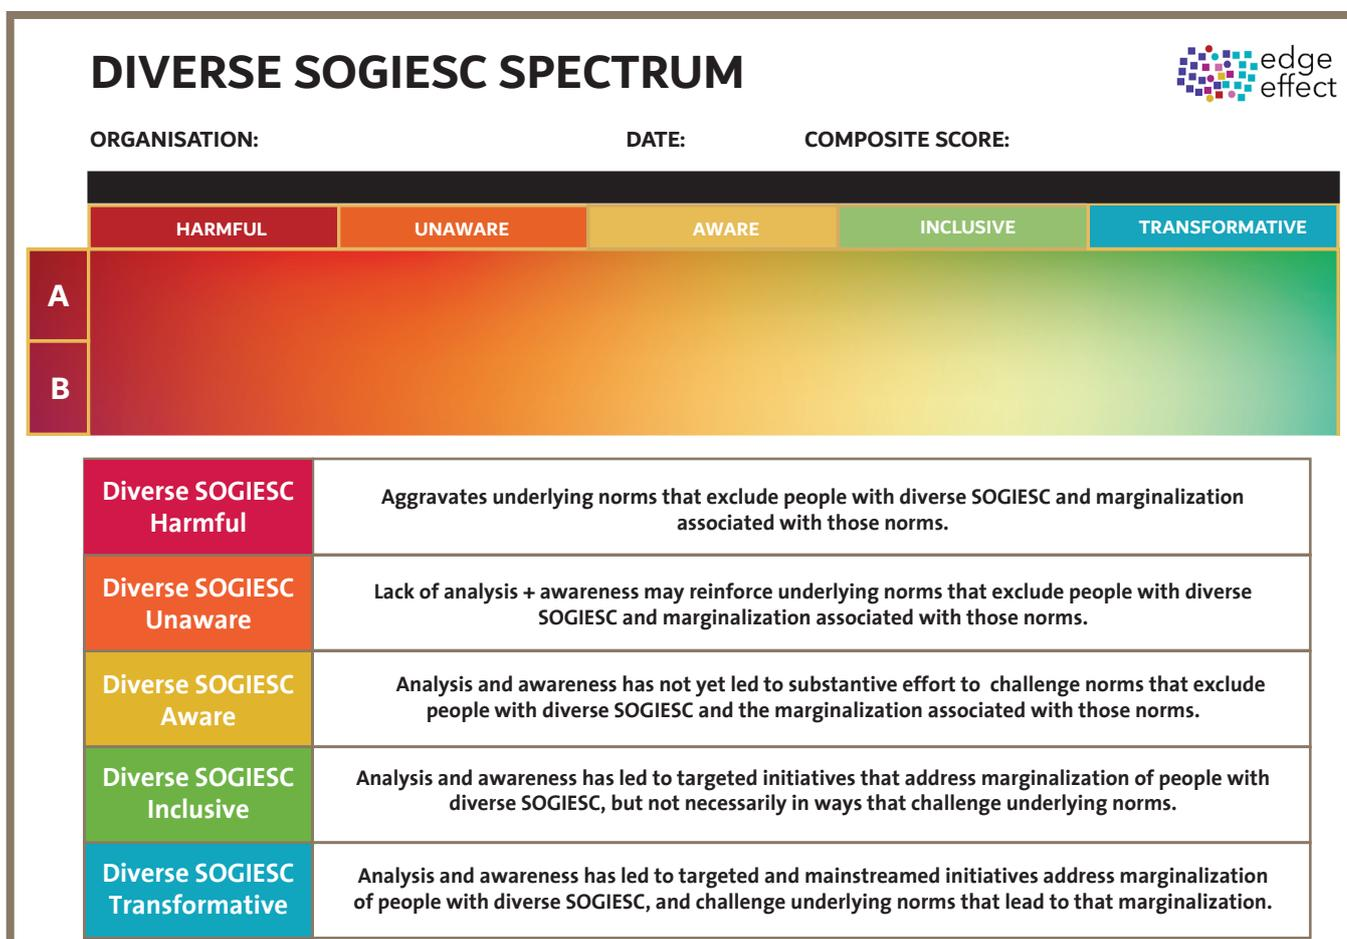 DIVERSE SOGIESC SPECTRUM
edge
effect
ORGANISATION: DATE: COMPOSITE SCORE:
HARMFUL UNAWARE AWARE INCLUSIVE TRANSFORMATIVE
A
B
Diverse SOGIESC
Harmful
Aggravates underlying norms that exclude people with diverse SOGIESC and marginalization
associated with those norms.
Diverse SOGIESC
Unaware
Lack of analysis + awareness may reinforce underlying norms that exclude people with diverse
SOGIESC and marginalization associated with those norms.
Diverse SOGIESC
Aware
Analysis and awareness has not yet led to substantive effort to challenge norms that exclude
people with diverse SOGIESC and the marginalization associated with those norms.
Diverse SOGIESC
Inclusive
Analysis and awareness has led to targeted initiatives that address marginalization of people with
diverse SOGIESC, but not necessarily in ways that challenge underlying norms.
Diverse SOGIESC
Transformative
Analysis and awareness has led to targeted and mainstreamed initiatives address marginalization
of people with diverse SOGIESC, and challenge underlying norms that lead to that marginalization.